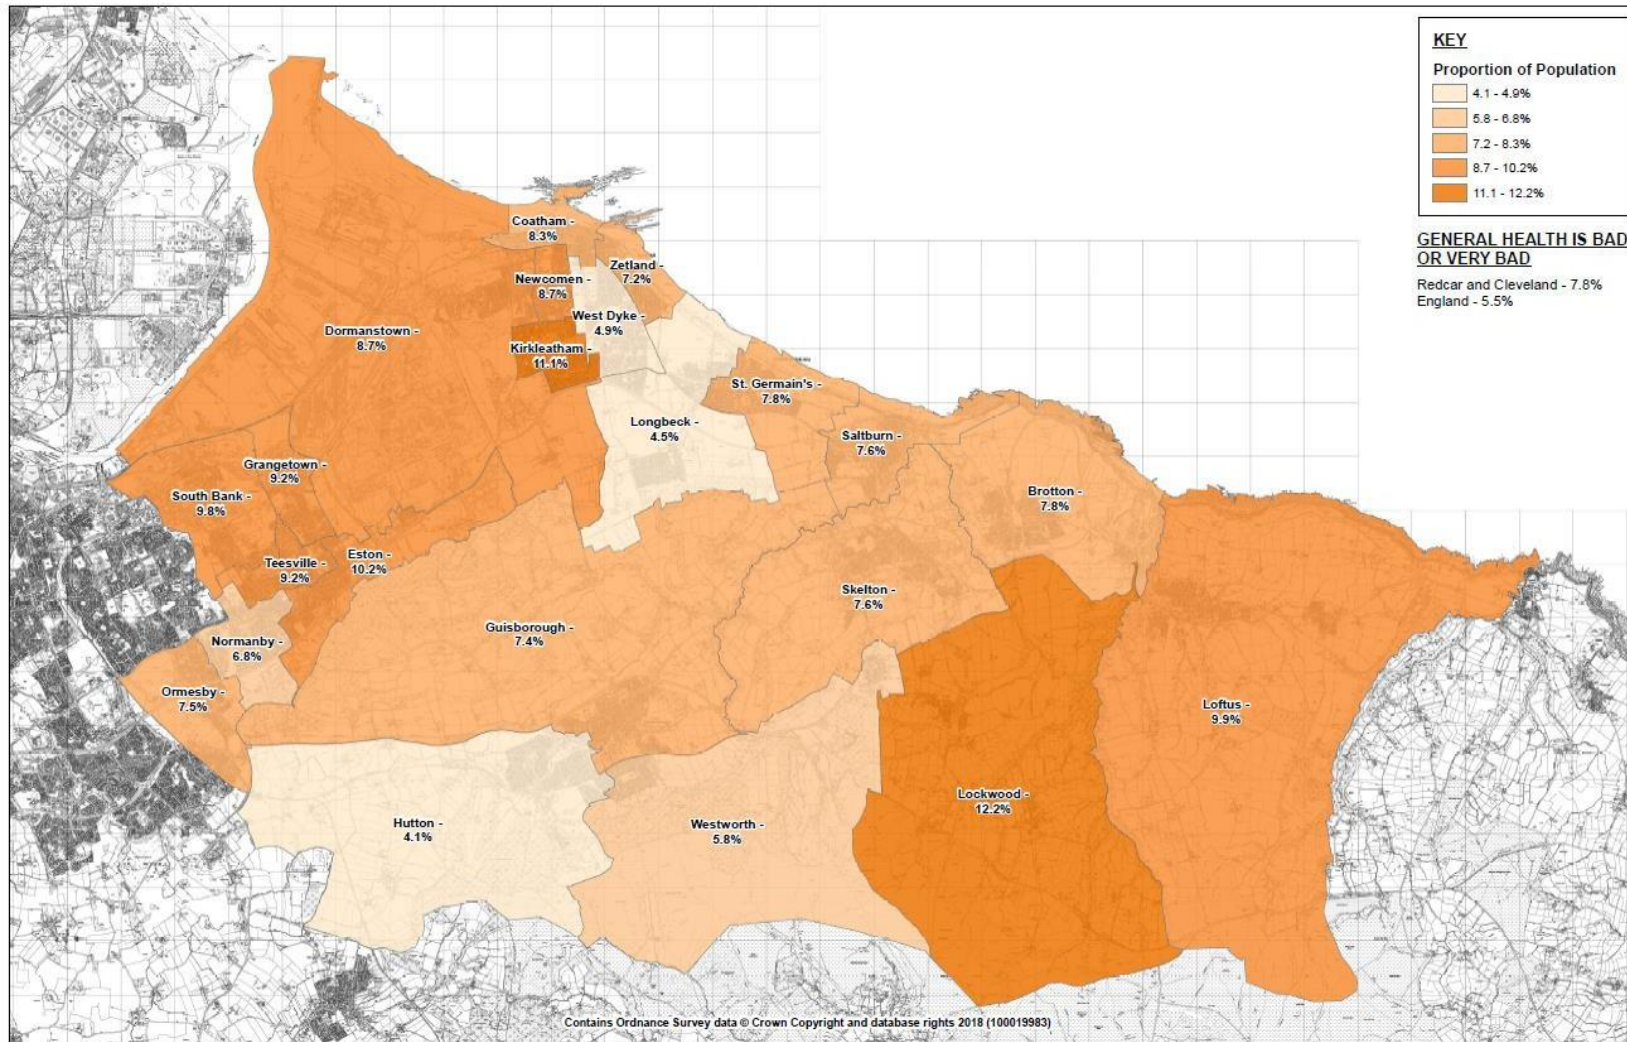 KEY
Proportion of Population
4.1 - 4.9%
5.8 - 6.8%
7.2 - 8.3%
8.7 - 10.2%
11.1 - 12.2%
GENERAL HEALTH IS BAD
OR VERY BAD
Redcar and Cleveland - 7.8%
England - 5.5%
Coatham -
8.3%
Newcomen -
8.7%
Zetland -
7.2%
West Dyke -
4.9%
Dormanstown -
8.7%
Kirkleatham -
11.1%
St. Germain's -
7.8%
Longbeck -
4.5%
Saltburn -
7.6%
Grangetown -
9.2%
South Bank -
9.8%
Brotton -
7.8%
Teesville -
9.2%
Eston -
10.2%
Skelton -
7.6%
Guisborough -
7.4%
Normanby -
6.8%
Ormesby -
7.5%
Loftus -
9.9%
Lockwood -
12.2%
Hutton -
4.1%
Westworth -
5.8%
Contains Ordnance Survey data © Crown Copyright and database rights 2018 (100019983)